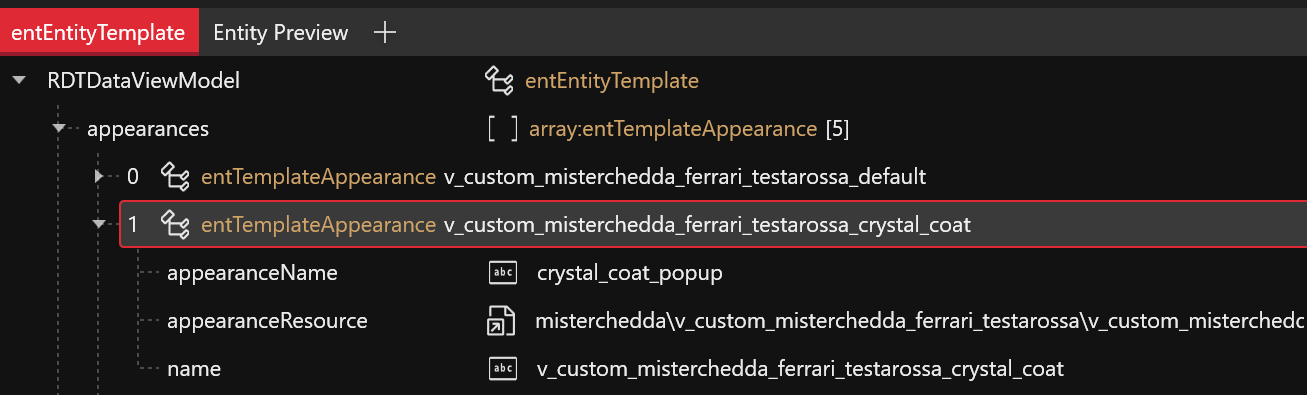 entEntityTemplate Entity Preview
RDTDataViewModel entEntityTemplate
appearances [ ] array:entTemplateAppearance [5]
0 entTemplateAppearance v_custom_misterchedda_ferrari_testarossa_default
1 entTemplateAppearance v_custom_misterchedda_ferrari_testarossa_crystal_coat
appearanceName abc crystal_coat_popup
appearanceResource misterchedda\v_custom_misterchedda_ferrari_testarossa\v_custom_misterchedc
name abc v_custom_misterchedda_ferrari_testarossa_crystal_coat